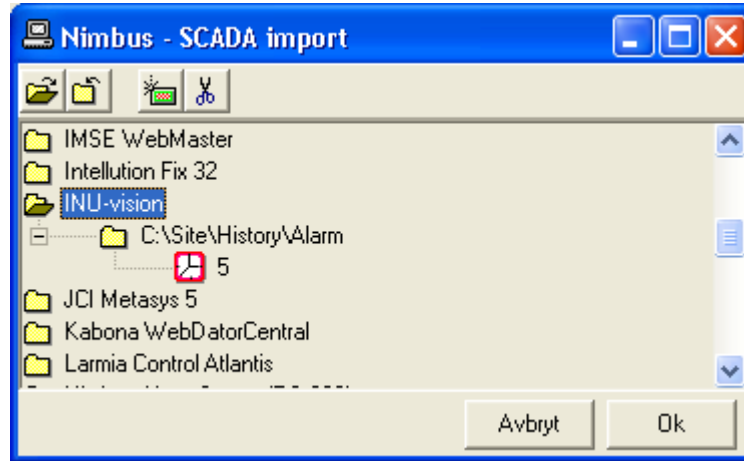 Nimbus - SCADA import
IMSE WebMaster
Intellution Fix 32
INU-vision
C:\Site\History\Alarm
5
JCI Metasys 5
Kabona WebDatorCentral
Larmia Control Atlantis
Avbryt
Ok